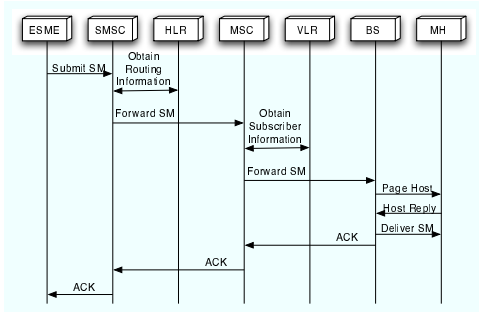 ESME SMSC HLR MSC VLR BS MH
Submit SM
Obtain
Routing
Information
Forward SM
Obtain
Subscriber
Information
Forward SM
Page Host
Host Reply
Deliver SM
ACK
ACK
ACK